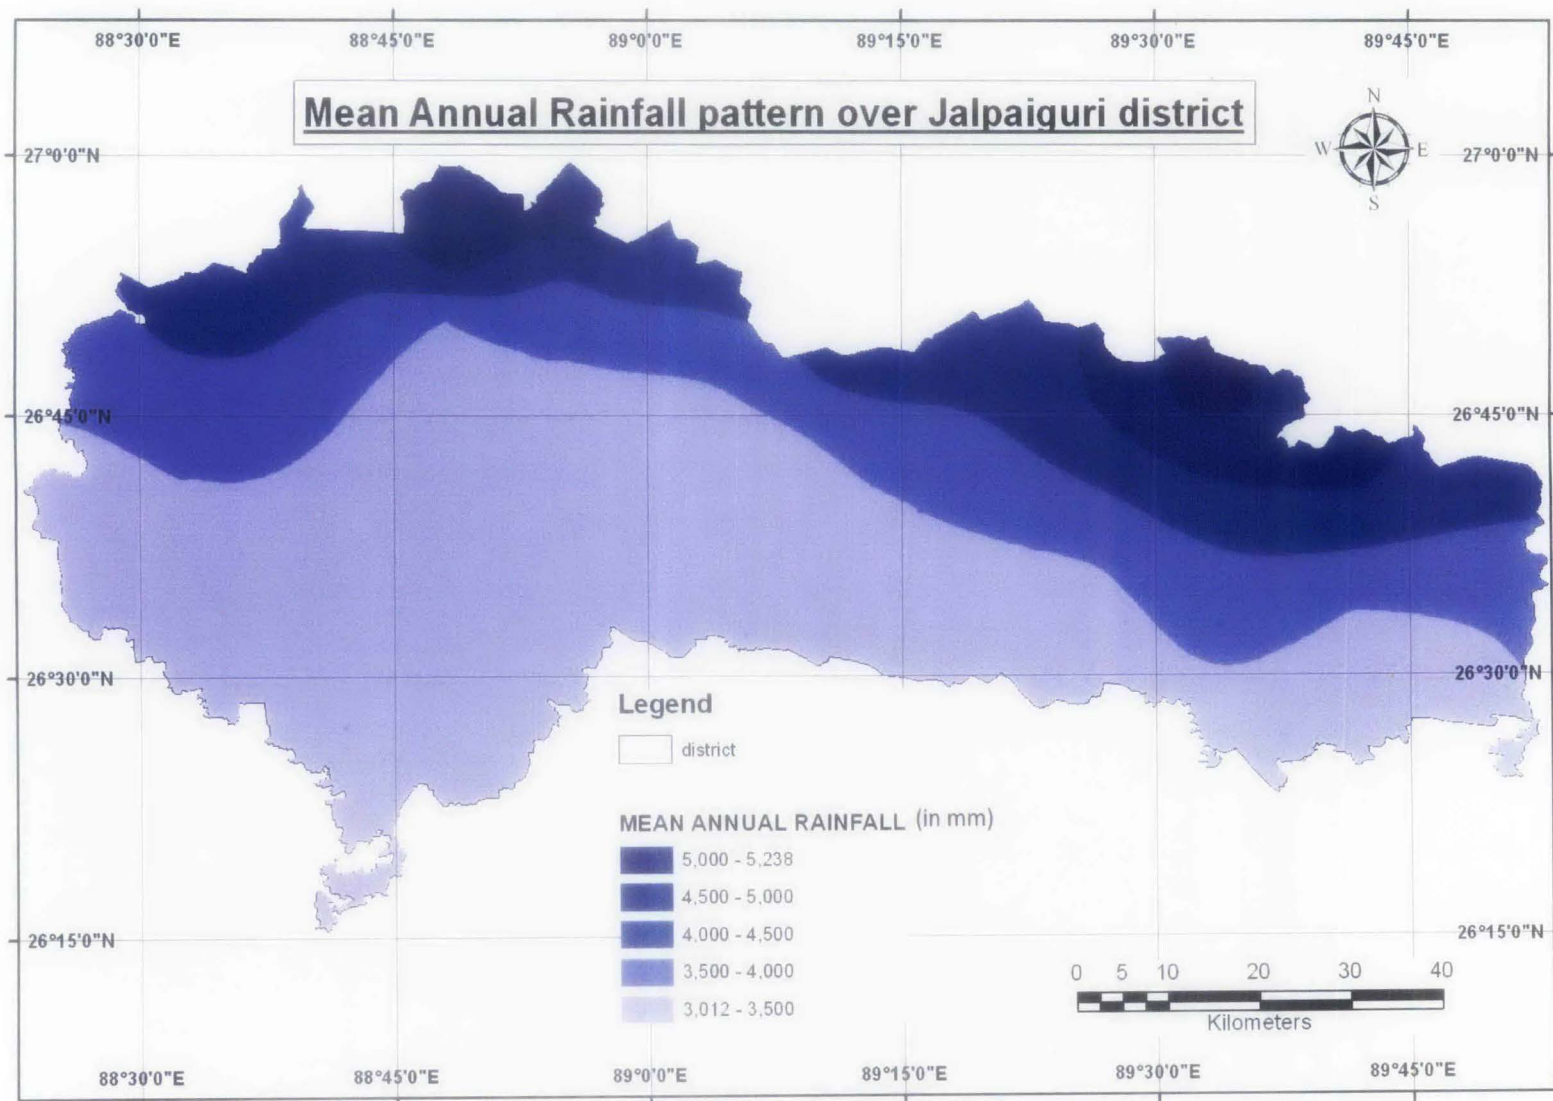 88°30'0"E 88°45'0"E 89°0'0"E 89°15'0"E 89°30'0"E 89°45'0"E
Mean Annual Rainfall pattern over Jalpaiguri district
N
W E
S
27°0'0"N 27°0'0"N
26°45'0"N 26°45'0"N
26°30'0"N 26°30'0"N
Legend
district
MEAN ANNUAL RAINFALL (in mm)
5,000 - 5,238
4,500 - 5,000
4,000 - 4,500
3,500 - 4,000
3,012 - 3,500
26°15'0"N 26°15'0"N
0 5 10 20 30 40
Kilometers
88°30'0"E 88°45'0"E 89°0'0"E 89°15'0"E 89°30'0"E 89°45'0"E